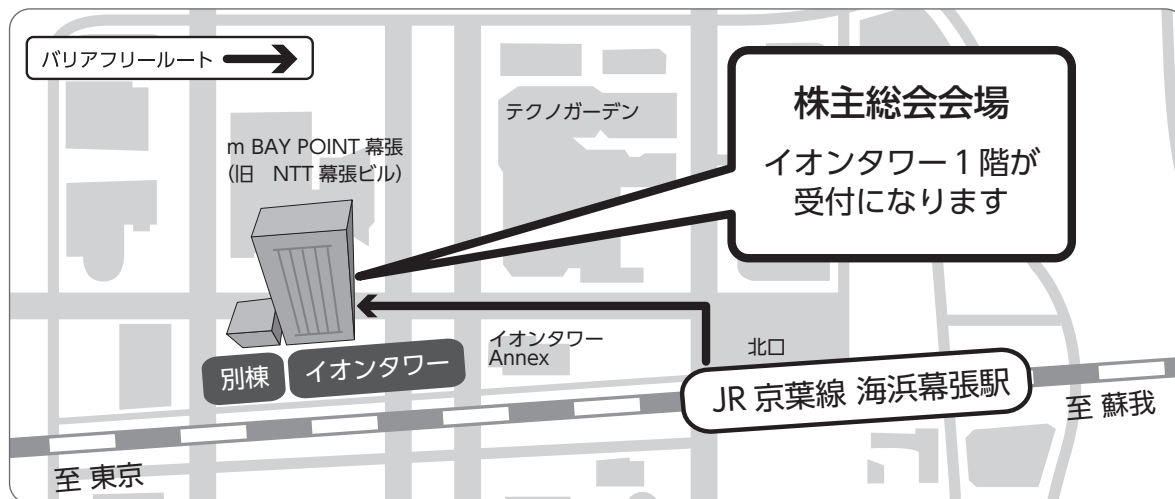 バリアフリールート
株主総会会場
イオンタワー1階が
受付になります
テクノガーデン
m BAY POINT 幕張
(旧　NTT 幕張ビル)
イオンタワー
Annex
北口
別棟
イオンタワー
JR 京葉線 海浜幕張駅
至 蘇我
至 東京